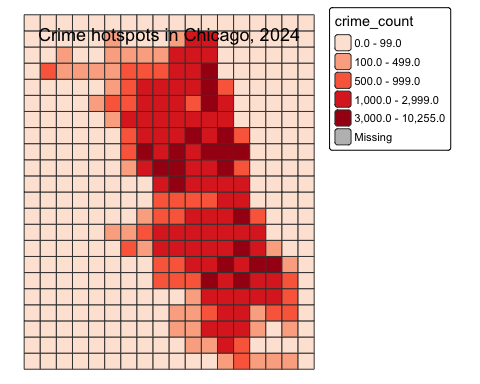 Crime hotspots in Chicago, 2024
crime_count
0.0 - 99.0
100.0 - 499.0
500.0 - 999.0
1,000.0 - 2,999.0
3,000.0 - 10,255.0
Missing